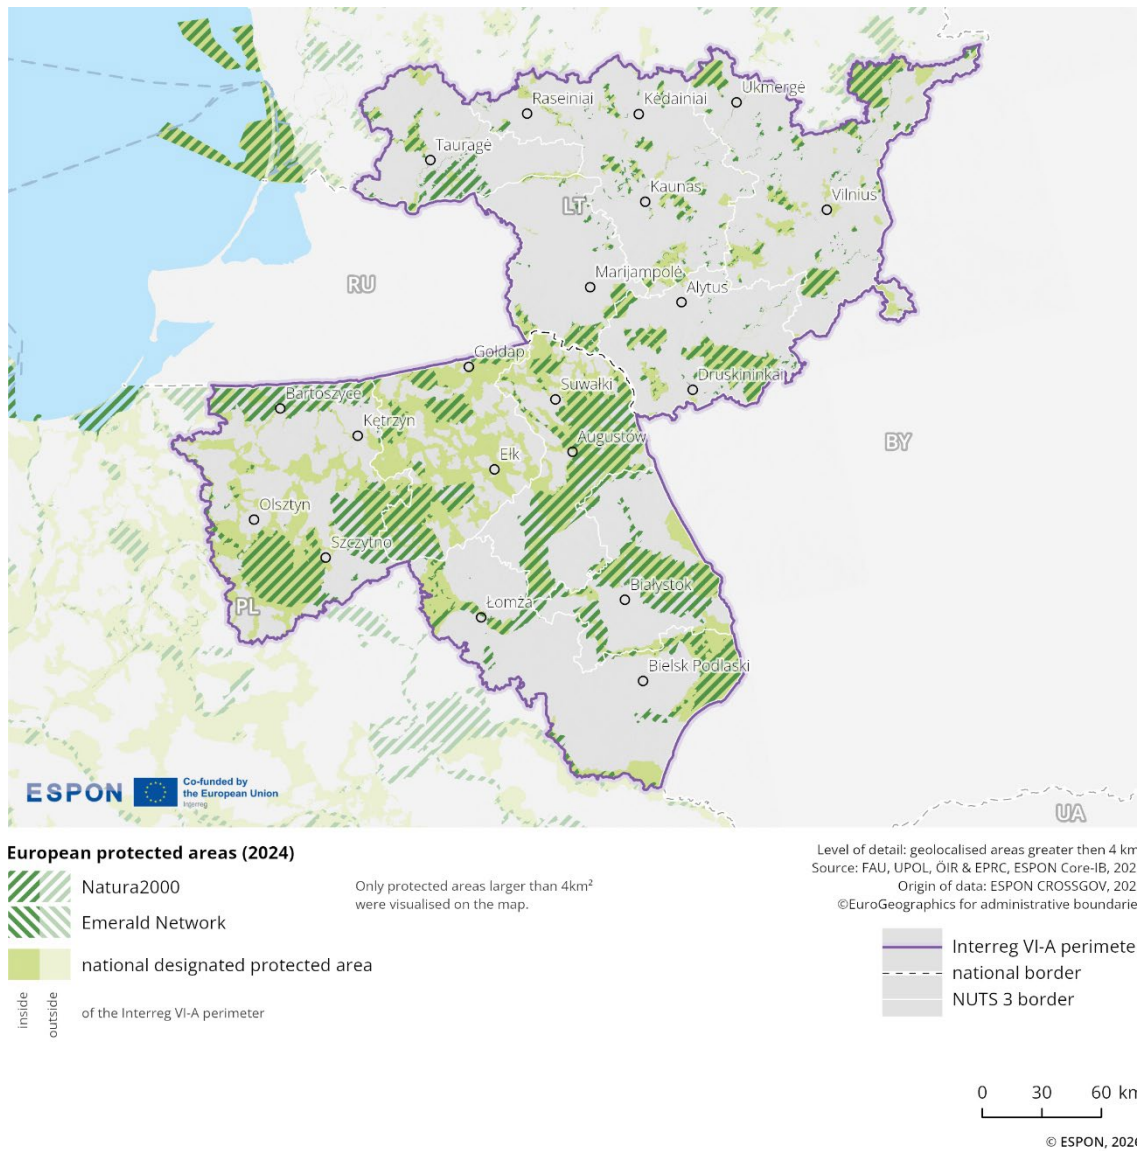 Raseiniai
Kėdainiai
Ukmergė
Tauragė
Kaunas
LT
Vilnius
RU
Marijampolė
Alytus
Gołdap
Suwałki
Druskininkai
Bartoszyce
Kętrzyn
Augustów
BY
Ełk
Olsztyn
Szczytno
Białystok
PL
Łomża
Bielsk Podlaski
ESPON
Co-funded by
the European Union
Interreg
UA
European protected areas (2024)
Natura2000
Emerald Network
national designated protected area
inside
outside
of the Interreg VI-A perimeter
Only protected areas larger than 4km²
were visualised on the map.
Level of detail: geolocalised areas greater then 4 km
Source: FAU, UPOL, ÖIR & EPRC, ESPON Core-IB, 202
Origin of data: ESPON CROSSGOV, 202
©EuroGeographics for administrative boundarie
Interreg VI-A perimete
national border
NUTS 3 border
0 30 60 km
© ESPON, 2026